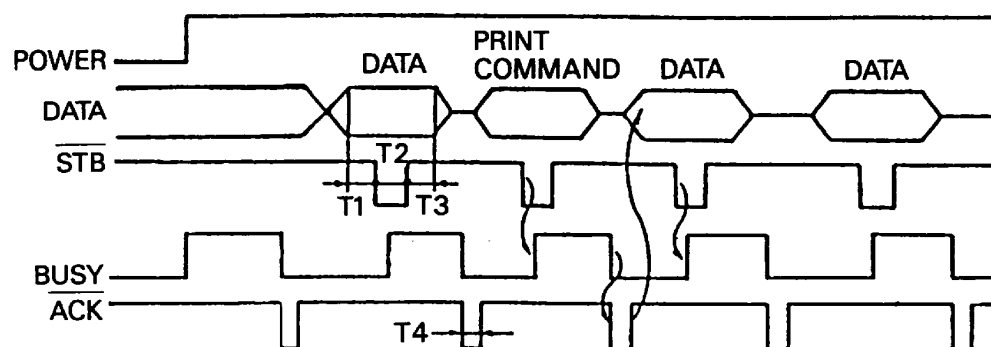 POWER
DATA
PRINT
COMMAND
DATA
DATA
DATA
STB
T2
T1
T3
BUSY
ACK
T4